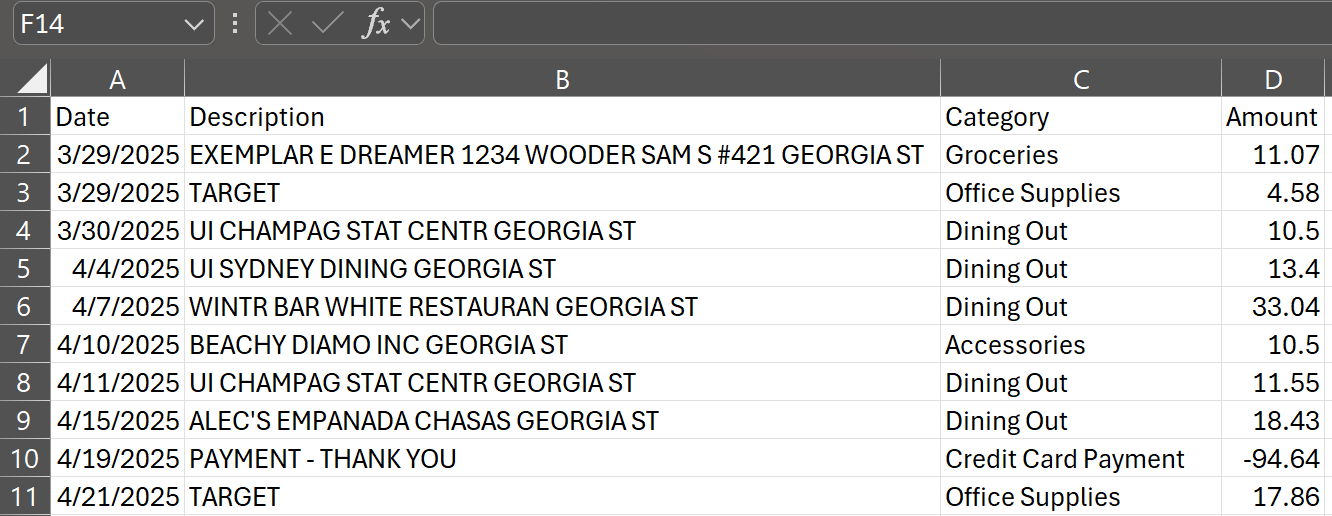 F14 fx
A B C D
1 Date Description Category Amount
2 3/29/2025 EXEMPLAR E DREAMER 1234 WOODER SAM S #421 GEORGIA ST Groceries 11.07
3 3/29/2025 TARGET Office Supplies 4.58
4 3/30/2025 UI CHAMPAG STAT CENTR GEORGIA ST Dining Out 10.5
5 4/4/2025 UI SYDNEY DINING GEORGIA ST Dining Out 13.4
6 4/7/2025 WINTR BAR WHITE RESTAURAN GEORGIA ST Dining Out 33.04
7 4/10/2025 BEACHY DIAMO INC GEORGIA ST Accessories 10.5
8 4/11/2025 UI CHAMPAG STAT CENTR GEORGIA ST Dining Out 11.55
9 4/15/2025 ALEC'S EMPANADA CHASAS GEORGIA ST Dining Out 18.43
10 4/19/2025 PAYMENT - THANK YOU Credit Card Payment -94.64
11 4/21/2025 TARGET Office Supplies 17.86